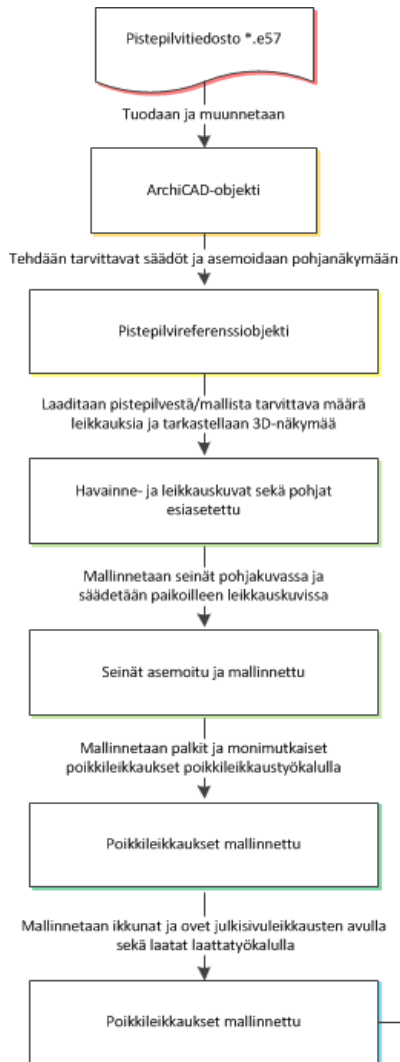 Pistepilvitiedosto *.e57
Tuodaan ja muunnetaan
ArchiCAD-objekti
Tehdään tarvittavat säädöt ja asemoidaan pohjanäkymään
Pistepilvireferenssiobjekti
Laaditaan pistepilvestä/mallista tarvittava määrä
leikkauksia ja tarkastellaan 3D-näkymää
Havainne- ja leikkauskuvat sekä pohjat
esiasetettu
Mallinnetaan seinät pohjakuvassa ja
säädetään paikoilleen leikkauskuvissa
Seinät asemoitu ja mallinnettu
Mallinnetaan palkit ja monimutkaiset
poikkileikkaukset poikkileikkaustyökalulla
Poikkileikkaukset mallinnettu
Mallinnetaan ikkunat ja ovet julkisivuleikkausten avulla
sekä laatat laattatyökalulla
Poikkileikkaukset mallinnettu